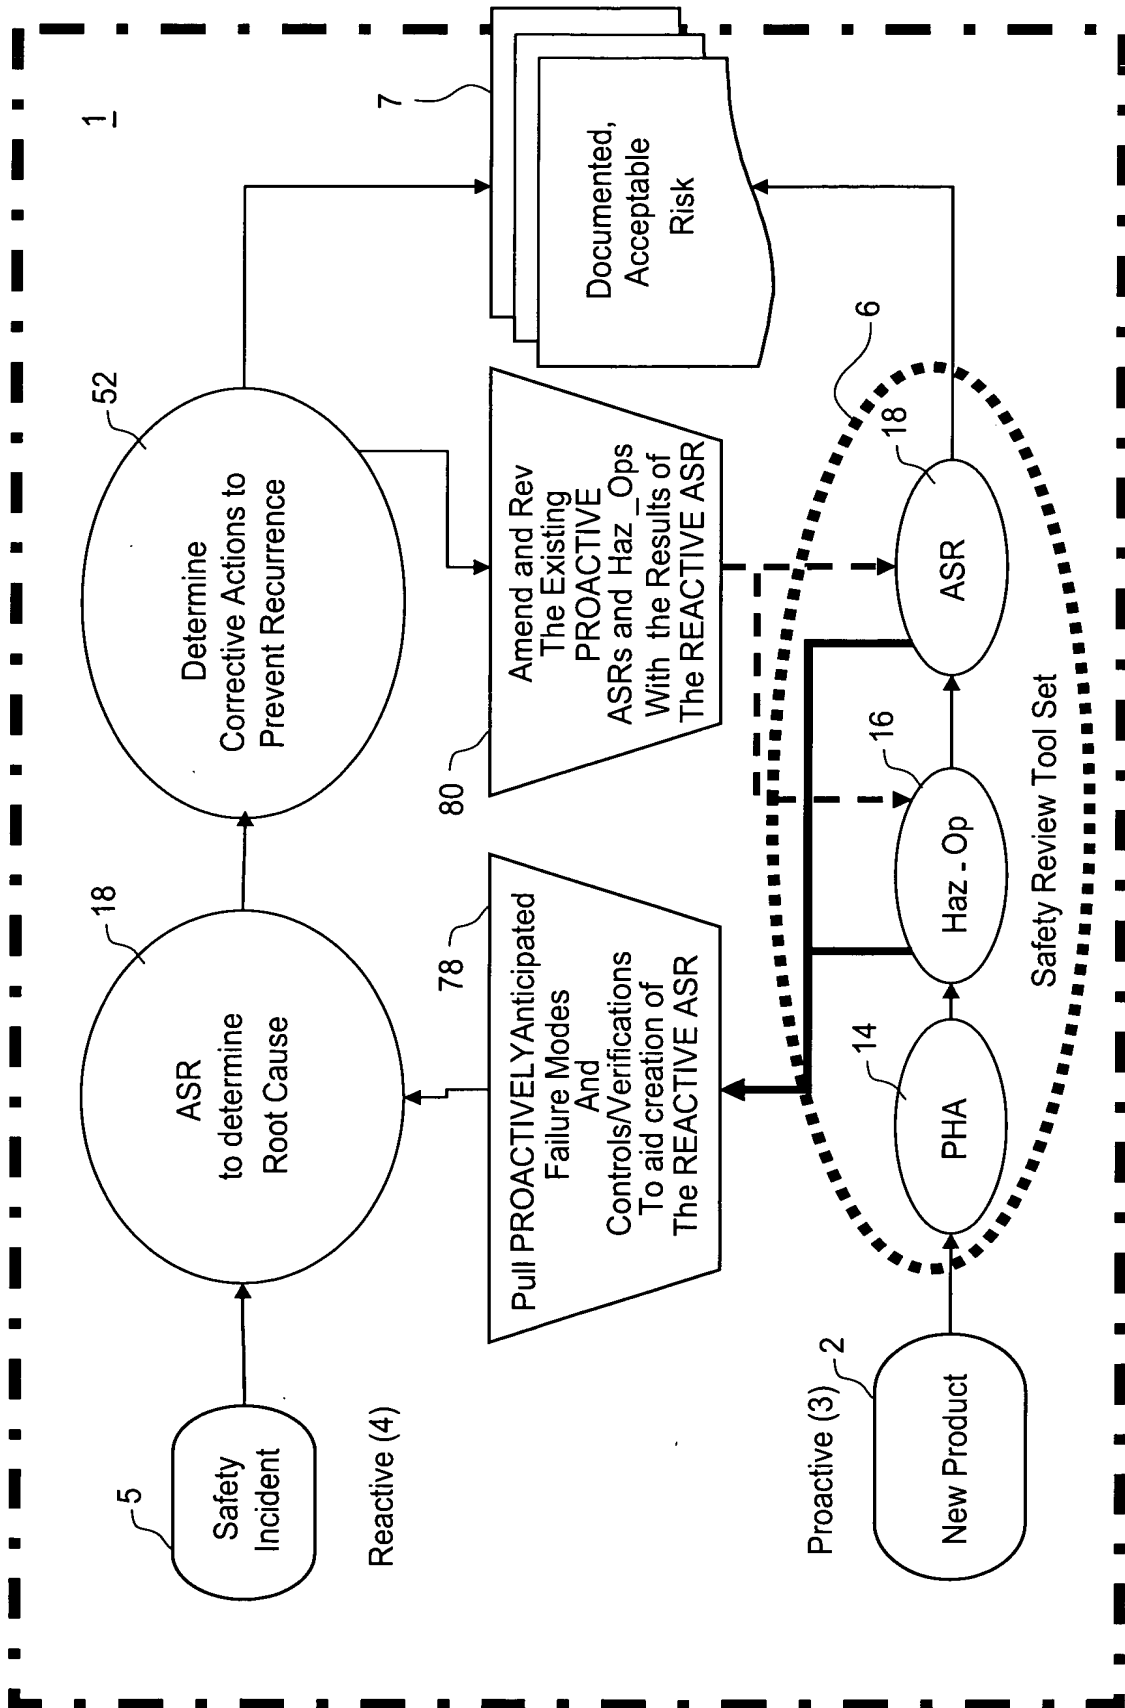 1
5
Safety
Incident
Reactive (4)
18
ASR
to determine
Root Cause
52
Determine
Corrective Actions to
Prevent Recurrence
7
Documented,
Acceptable
Risk
78
Pull PROACTIVELYAnticipated
Failure Modes
And
Controls/Verifications
To aid creation of
The REACTIVE ASR
80
Amend and Rev
The Existing
PROACTIVE
ASRs and Haz_Ops
With the Results of
The REACTIVE ASR
6
Proactive (3)
2
New Product
14
PHA
16
Haz - Op
18
ASR
Safety Review Tool Set